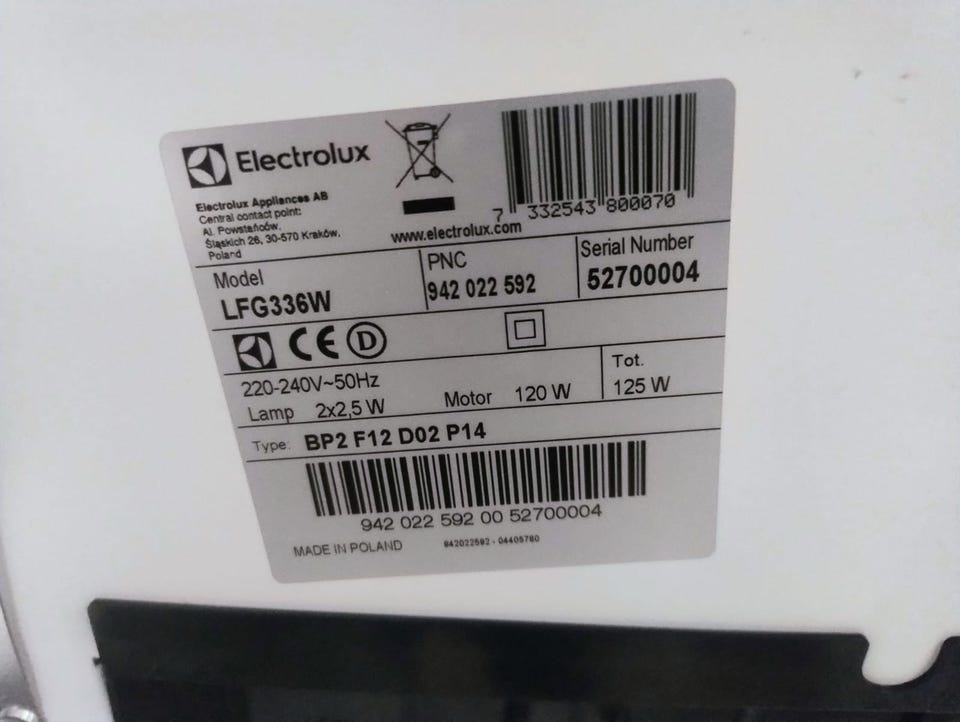 Electrolux
Electrolux Appliances AB
Central contact point:
Al. Powstańców.
Śląskich 26, 30-570 Kraków,
Poland
www.electrolux.com
7 332543 800070
Model
LFG336W
PNC
942 022 592
Serial Number
52700004
CE D
220-240V~50Hz
Lamp 2x2,5 W
Motor 120 W
Tot.
125 W
Type: BP2 F12 D02 P14
942 022 592 00 52700004
MADE IN POLAND
942022592 - 04405780